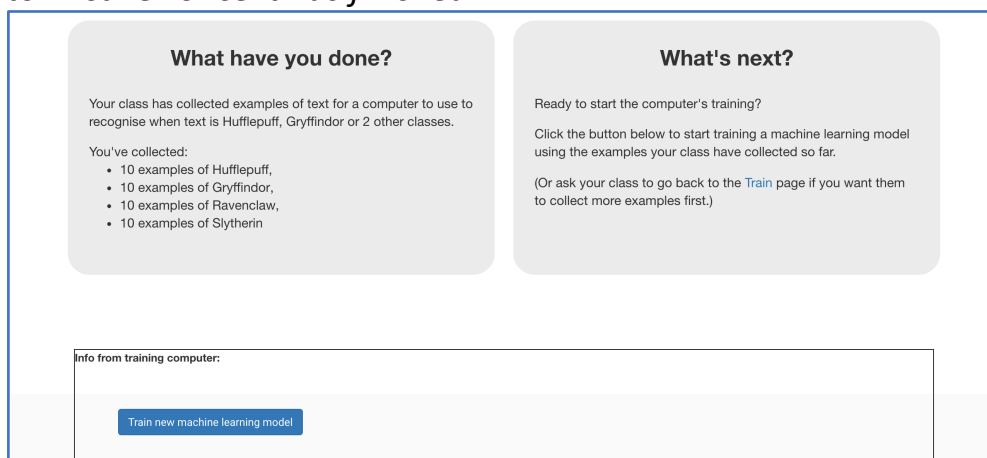 What have you done?
Your class has collected examples of text for a computer to use to
recognise when text is Hufflepuff, Gryffindor or 2 other classes.
You've collected:
• 10 examples of Hufflepuff,
• 10 examples of Gryffindor,
• 10 examples of Ravenclaw,
• 10 examples of Slytherin
What's next?
Ready to start the computer's training?
Click the button below to start training a machine learning model
using the examples your class have collected so far.
(Or ask your class to go back to the Train page if you want them
to collect more examples first.)
Info from training computer:
Train new machine learning model